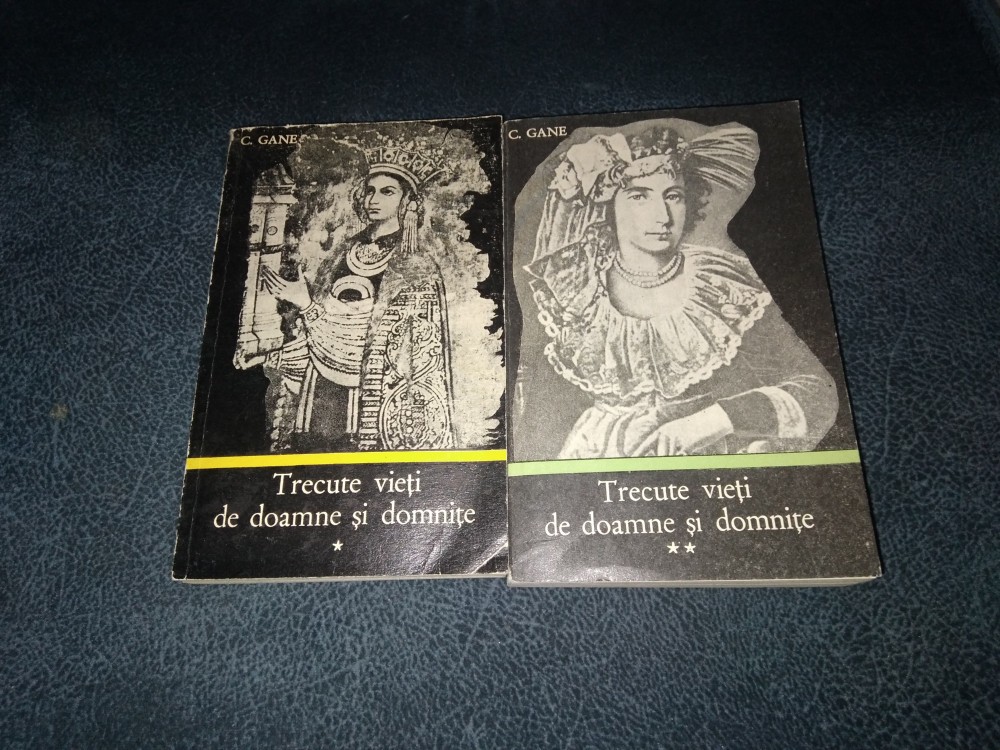 C. GANE
Trecute vieți
de doamne și domnițe
*
C. GANE
Trecute vieți
de doamne și domnițe
**